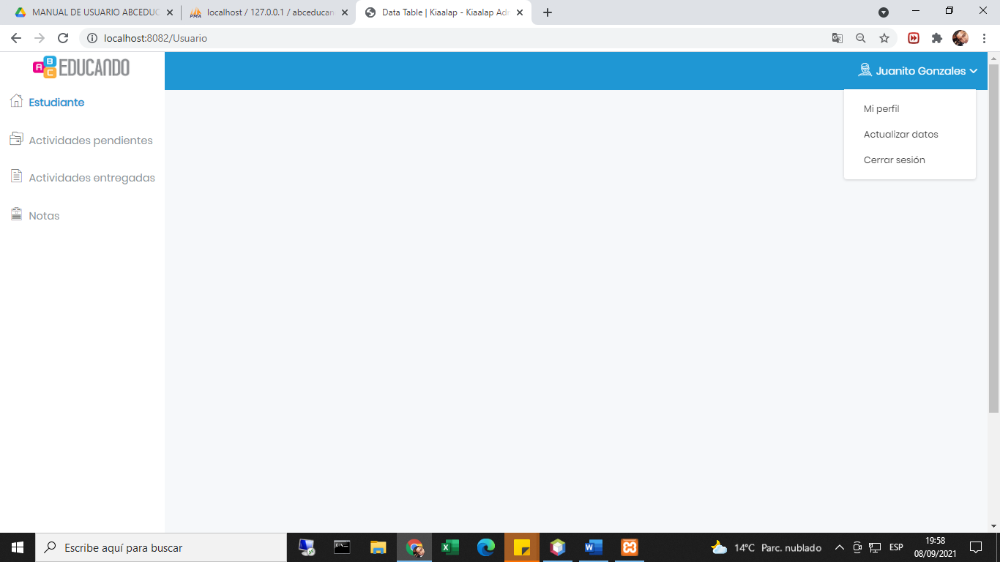 MANUAL DE USUARIO ABCEDUC
localhost / 127.0.0.1 / abceducan
Data Table | Kiaalap - Kiaalap Adr
localhost:8082/Usuario
A B C EDUCANDO
Juanito Gonzales
Estudiante
Mi perfil
Actividades pendientes
Actualizar datos
Cerrar sesión
Actividades entregadas
Notas
Escribe aquí para buscar
14°C Parc. nublado
ESP
19:58
08/09/2021